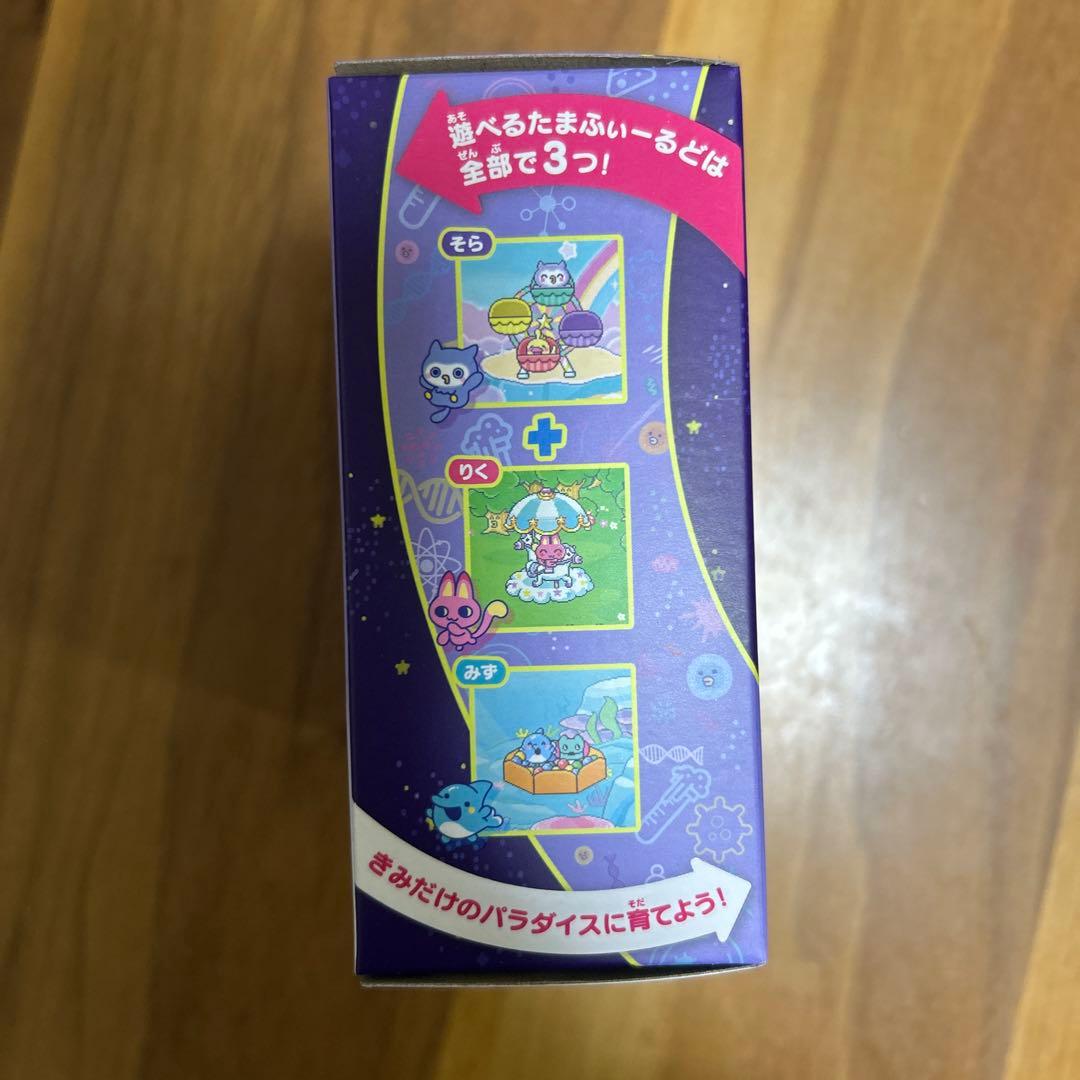 遊べるたまふぃーるどは
全部で3つ!
そら
りく
みず
きみだけのパラダイスに育てよう!